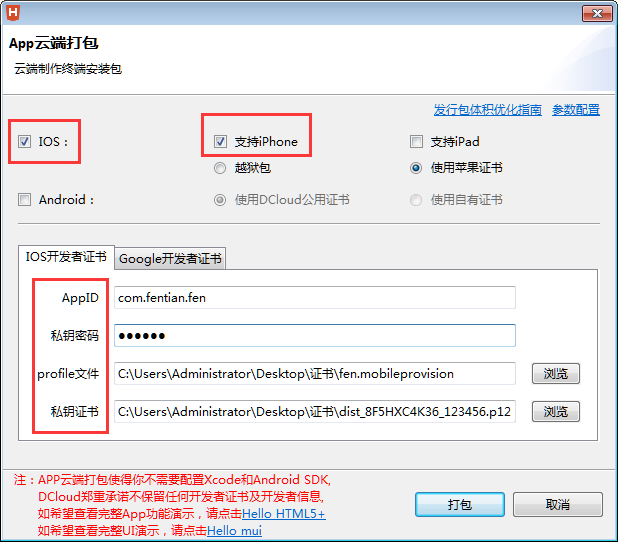 App云端打包
云端制作终端安装包
发行包体积优化指南 参数配置
IOS： 支持iPhone 支持iPad
越狱包 使用苹果证书
Android： 使用DCloud公用证书 使用自有证书
IOS开发者证书 Google开发者证书
AppID com.fentian.fen
私钥密码 ●●●●●●
profile文件 C:\Users\Administrator\Desktop\证书\fen.mobileprovision 浏览
私钥证书 C:\Users\Administrator\Desktop\证书\dist_8F5HXC4K36_123456.p12 浏览
注：APP云端打包使得你不需要配置Xcode和Android SDK,
DCloud郑重承诺不保留任何开发者证书及开发者信息,
如希望查看完整App功能演示，请点击Hello HTML5+
如希望查看完整UI演示，请点击Hello mui
打包 取消